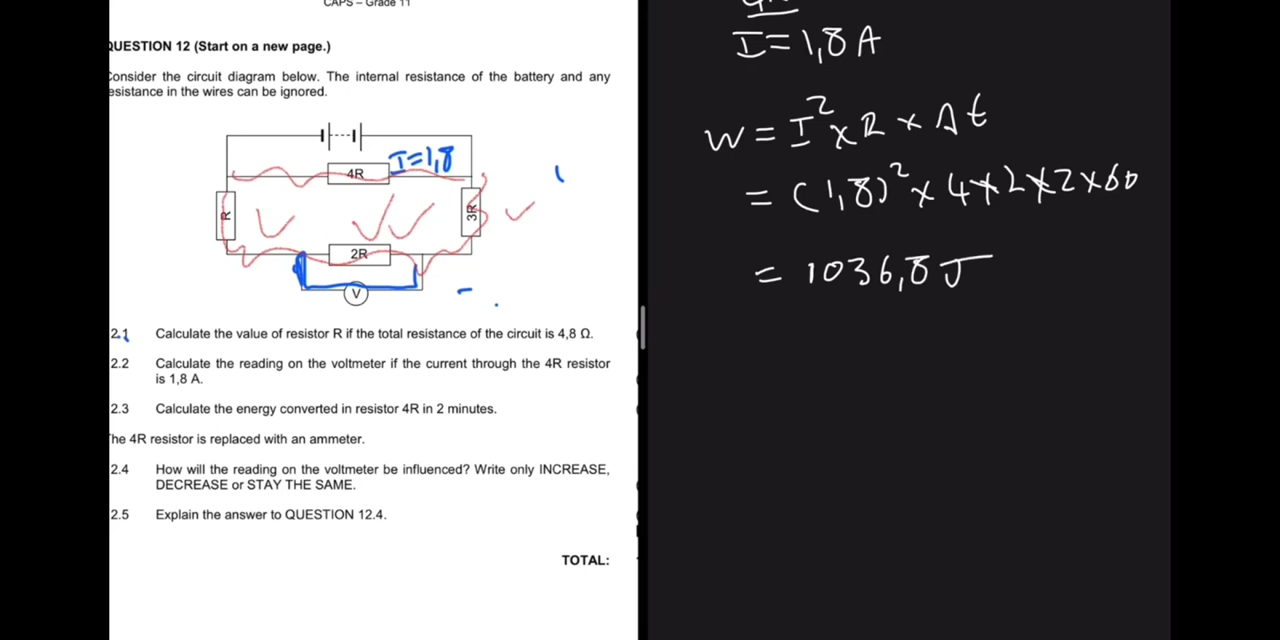 CAPS – Grade 11
QUESTION 12 (Start on a new page.)
Consider the circuit diagram below. The internal resistance of the battery and any
esistance in the wires can be ignored.
I=1,8
4R
R
3R
2R
V
2.1 Calculate the value of resistor R if the total resistance of the circuit is 4,8 Ω.
2.2 Calculate the reading on the voltmeter if the current through the 4R resistor
is 1,8 A.
2.3 Calculate the energy converted in resistor 4R in 2 minutes.
The 4R resistor is replaced with an ammeter.
2.4 How will the reading on the voltmeter be influenced? Write only INCREASE,
DECREASE or STAY THE SAME.
2.5 Explain the answer to QUESTION 12.4.
TOTAL:
I=1,8A
W = I² × R × Δt
= (1,8)² × 4 × 2 × 2 × 60
= 1036,8 J